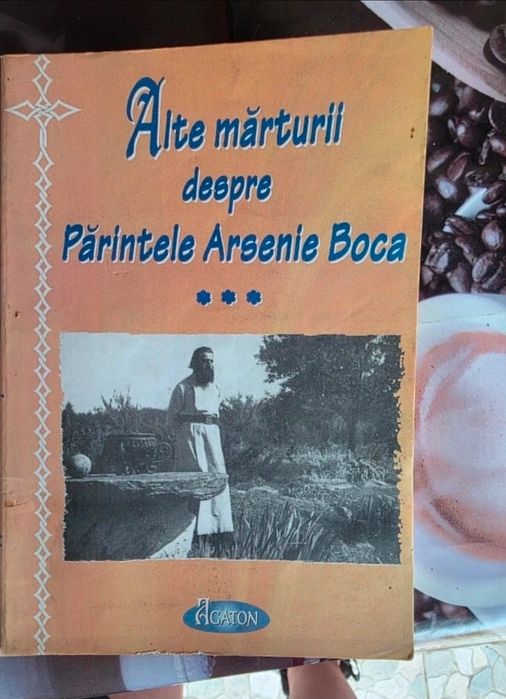 Alte mărturii
despre
Părintele Arsenie Boca
***
AGATON